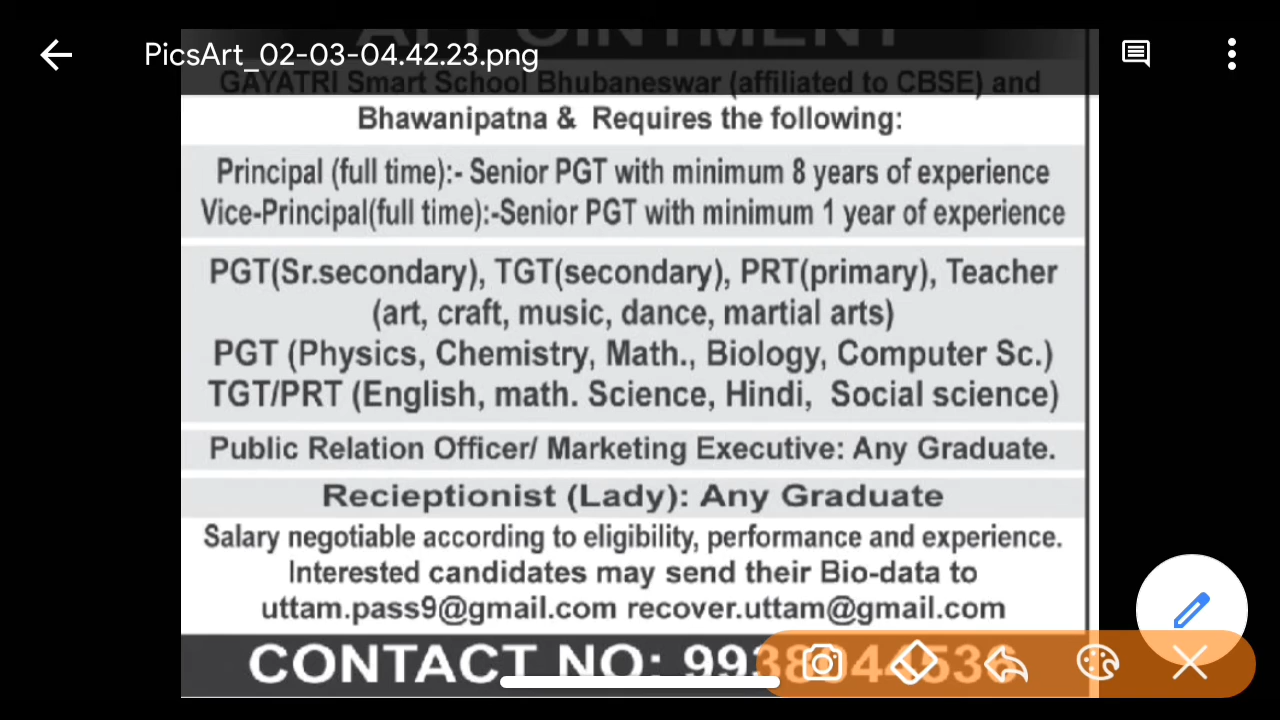 PicsArt_02-03-04.42.23.png
APPOINTMENT
GAYATRI Smart School Bhubaneswar (affiliated to CBSE) and
Bhawanipatna & Requires the following:
Principal (full time):- Senior PGT with minimum 8 years of experience
Vice-Principal(full time):-Senior PGT with minimum 1 year of experience
PGT(Sr.secondary), TGT(secondary), PRT(primary), Teacher
(art, craft, music, dance, martial arts)
PGT (Physics, Chemistry, Math., Biology, Computer Sc.)
TGT/PRT (English, math. Science, Hindi, Social science)
Public Relation Officer/ Marketing Executive: Any Graduate.
Recieptionist (Lady): Any Graduate
Salary negotiable according to eligibility, performance and experience.
Interested candidates may send their Bio-data to
uttam.pass9@gmail.com recover.uttam@gmail.com
CONTACT NO: